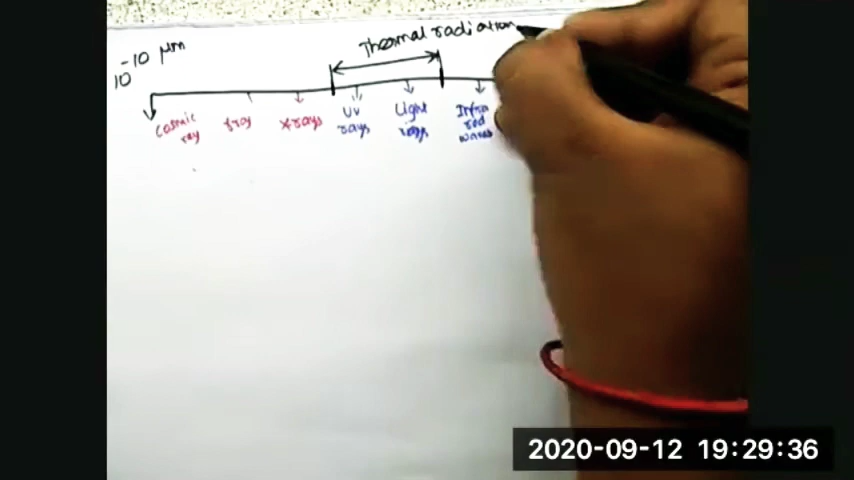 10 -10 μm
Thermal radiation
Cosmic ray
γray
x rays
UV rays
Light rays
Infra red waves
2020-09-12 19:29:36